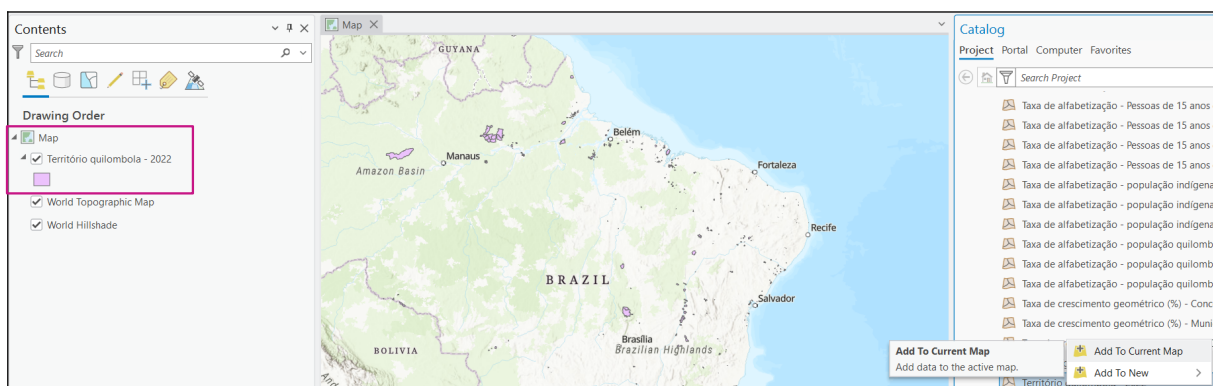 Contents
Search
Drawing Order
Map
Território quilombola - 2022
World Topographic Map
World Hillshade
Map
GUYANA
Belém
Manaus
Amazon Basin
Fortaleza
Recife
BRAZIL
Salvador
Brasília
Brazilian Highlands
BOLIVIA
Catalog
Project Portal Computer Favorites
Search Project
Taxa de alfabetização - Pessoas de 15 anos
Taxa de alfabetização - Pessoas de 15 anos
Taxa de alfabetização - Pessoas de 15 anos
Taxa de alfabetização - Pessoas de 15 anos
Taxa de alfabetização - população indígena
Taxa de alfabetização - população indígena
Taxa de alfabetização - população indígena
Taxa de alfabetização - população quilomb
Taxa de alfabetização - população quilomb
Taxa de alfabetização - população quilomb
Taxa de crescimento geométrico (%) - Conc
Taxa de crescimento geométrico (%) - Muni
Add To Current Map
Add data to the active map.
Add To Current Map
Add To New
Território